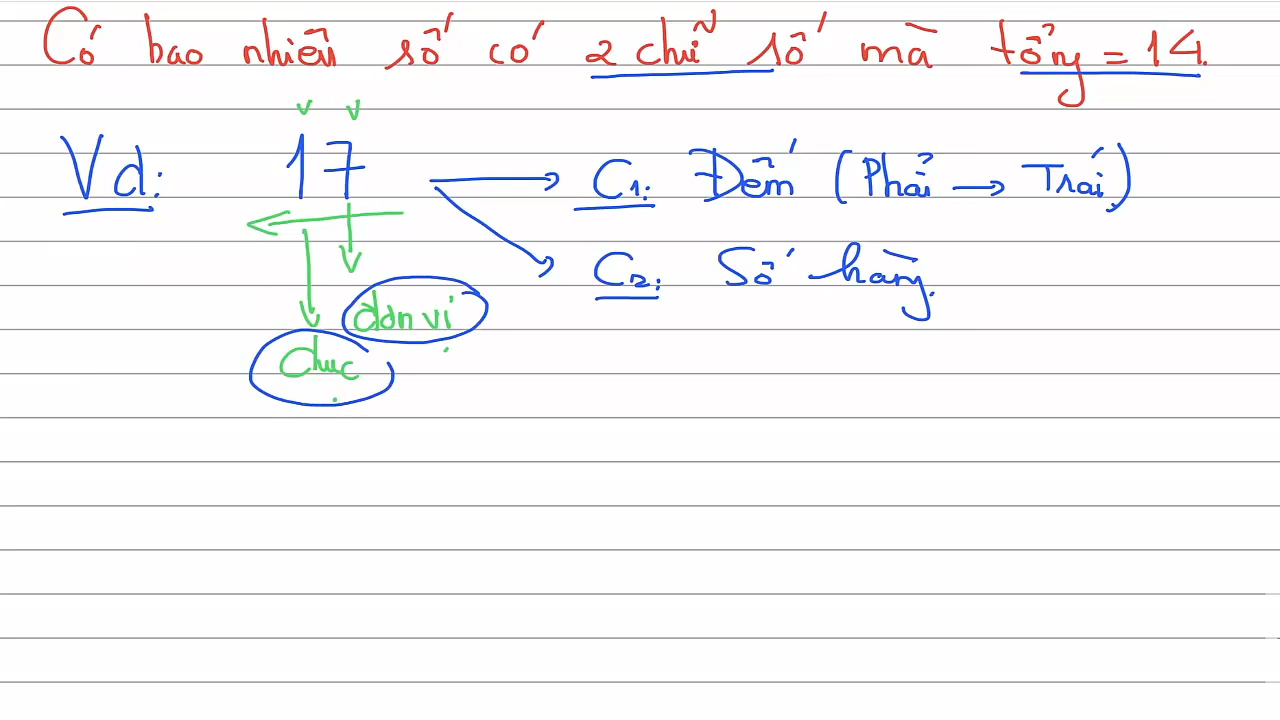 Có bao nhiêu số có 2 chữ số mà tổng = 14.
Vd: 17
C1: Đếm (Phải → Trái)
C2: Số hàng.
đơn vị
chục